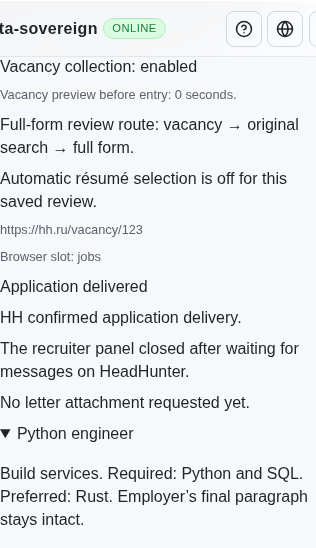 ta-sovereign ONLINE
Vacancy collection: enabled
Vacancy preview before entry: 0 seconds.
Full-form review route: vacancy → original
search → full form.
Automatic résumé selection is off for this
saved review.
https://hh.ru/vacancy/123
Browser slot: jobs
Application delivered
HH confirmed application delivery.
The recruiter panel closed after waiting for
messages on HeadHunter.
No letter attachment requested yet.
▼ Python engineer
Build services. Required: Python and SQL.
Preferred: Rust. Employer’s final paragraph
stays intact.